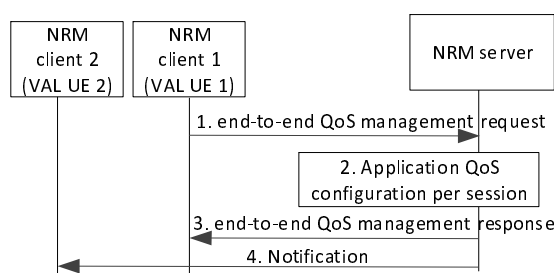 NRM
client 2
(VAL UE 2)
NRM
client 1
(VAL UE 1)
NRM server
1. end-to-end QoS management request
2. Application QoS
configuration per session
3. end-to-end QoS management response
4. Notification